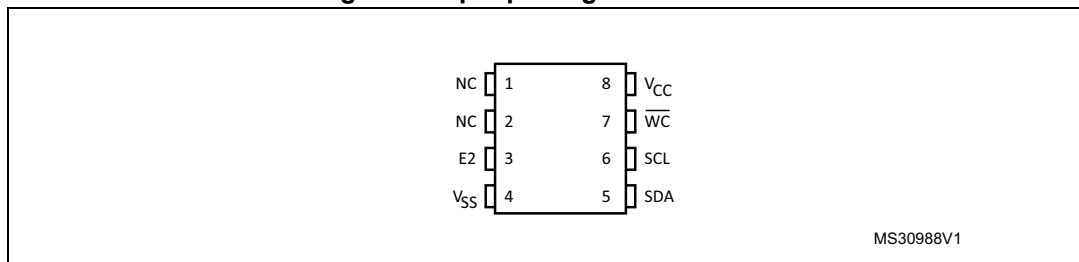 NC 1 8 VCC
NC 2 7 WC
E2 3 6 SCL
VSS 4 5 SDA
MS30988V1